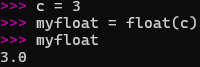 >>> c = 3
>>> myfloat = float(c)
>>> myfloat
3.0